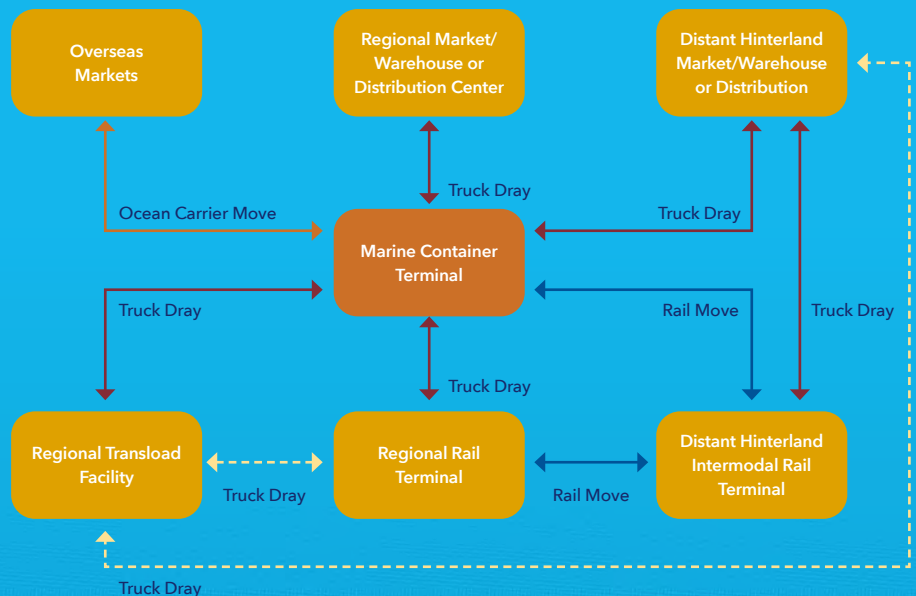 Overseas
Markets
Regional Market/
Warehouse or
Distribution Center
Distant Hinterland
Market/Warehouse
or Distribution
Truck Dray
Ocean Carrier Move
Truck Dray
Marine Container
Terminal
Truck Dray
Rail Move
Truck Dray
Truck Dray
Regional Transload
Facility
Regional Rail
Terminal
Distant Hinterland
Intermodal Rail
Terminal
Truck Dray
Rail Move
Truck Dray